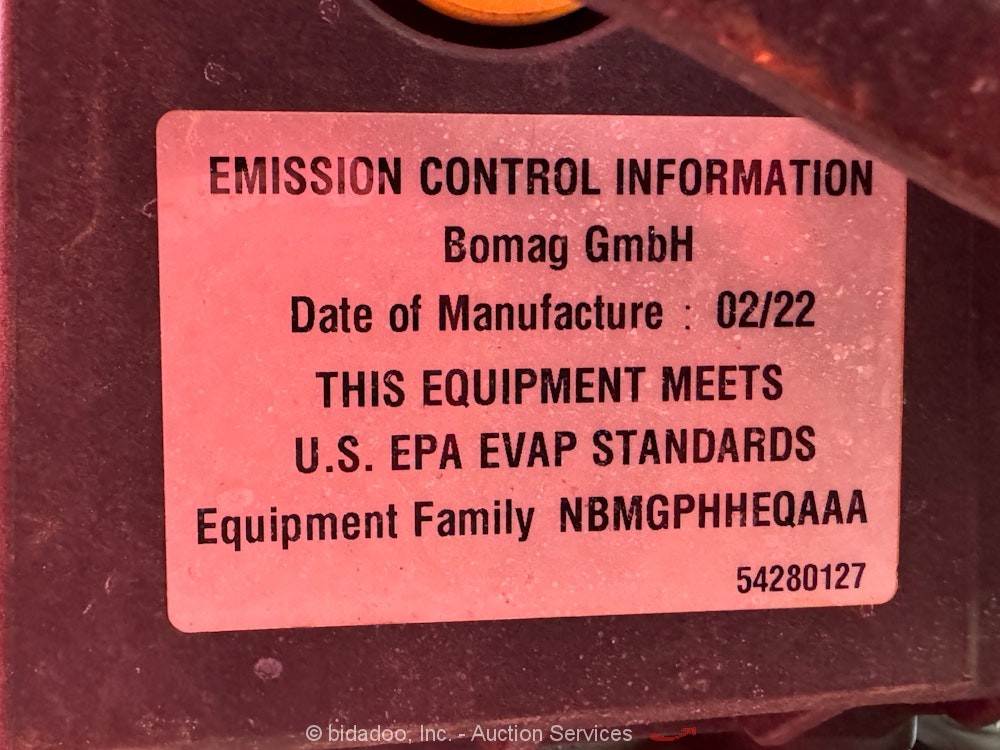 EMISSION CONTROL INFORMATION
Bomag GmbH
Date of Manufacture : 02/22
THIS EQUIPMENT MEETS
U.S. EPA EVAP STANDARDS
Equipment Family NBMGPHHEQAAA
54280127
© bidadoo, Inc. - Auction Services